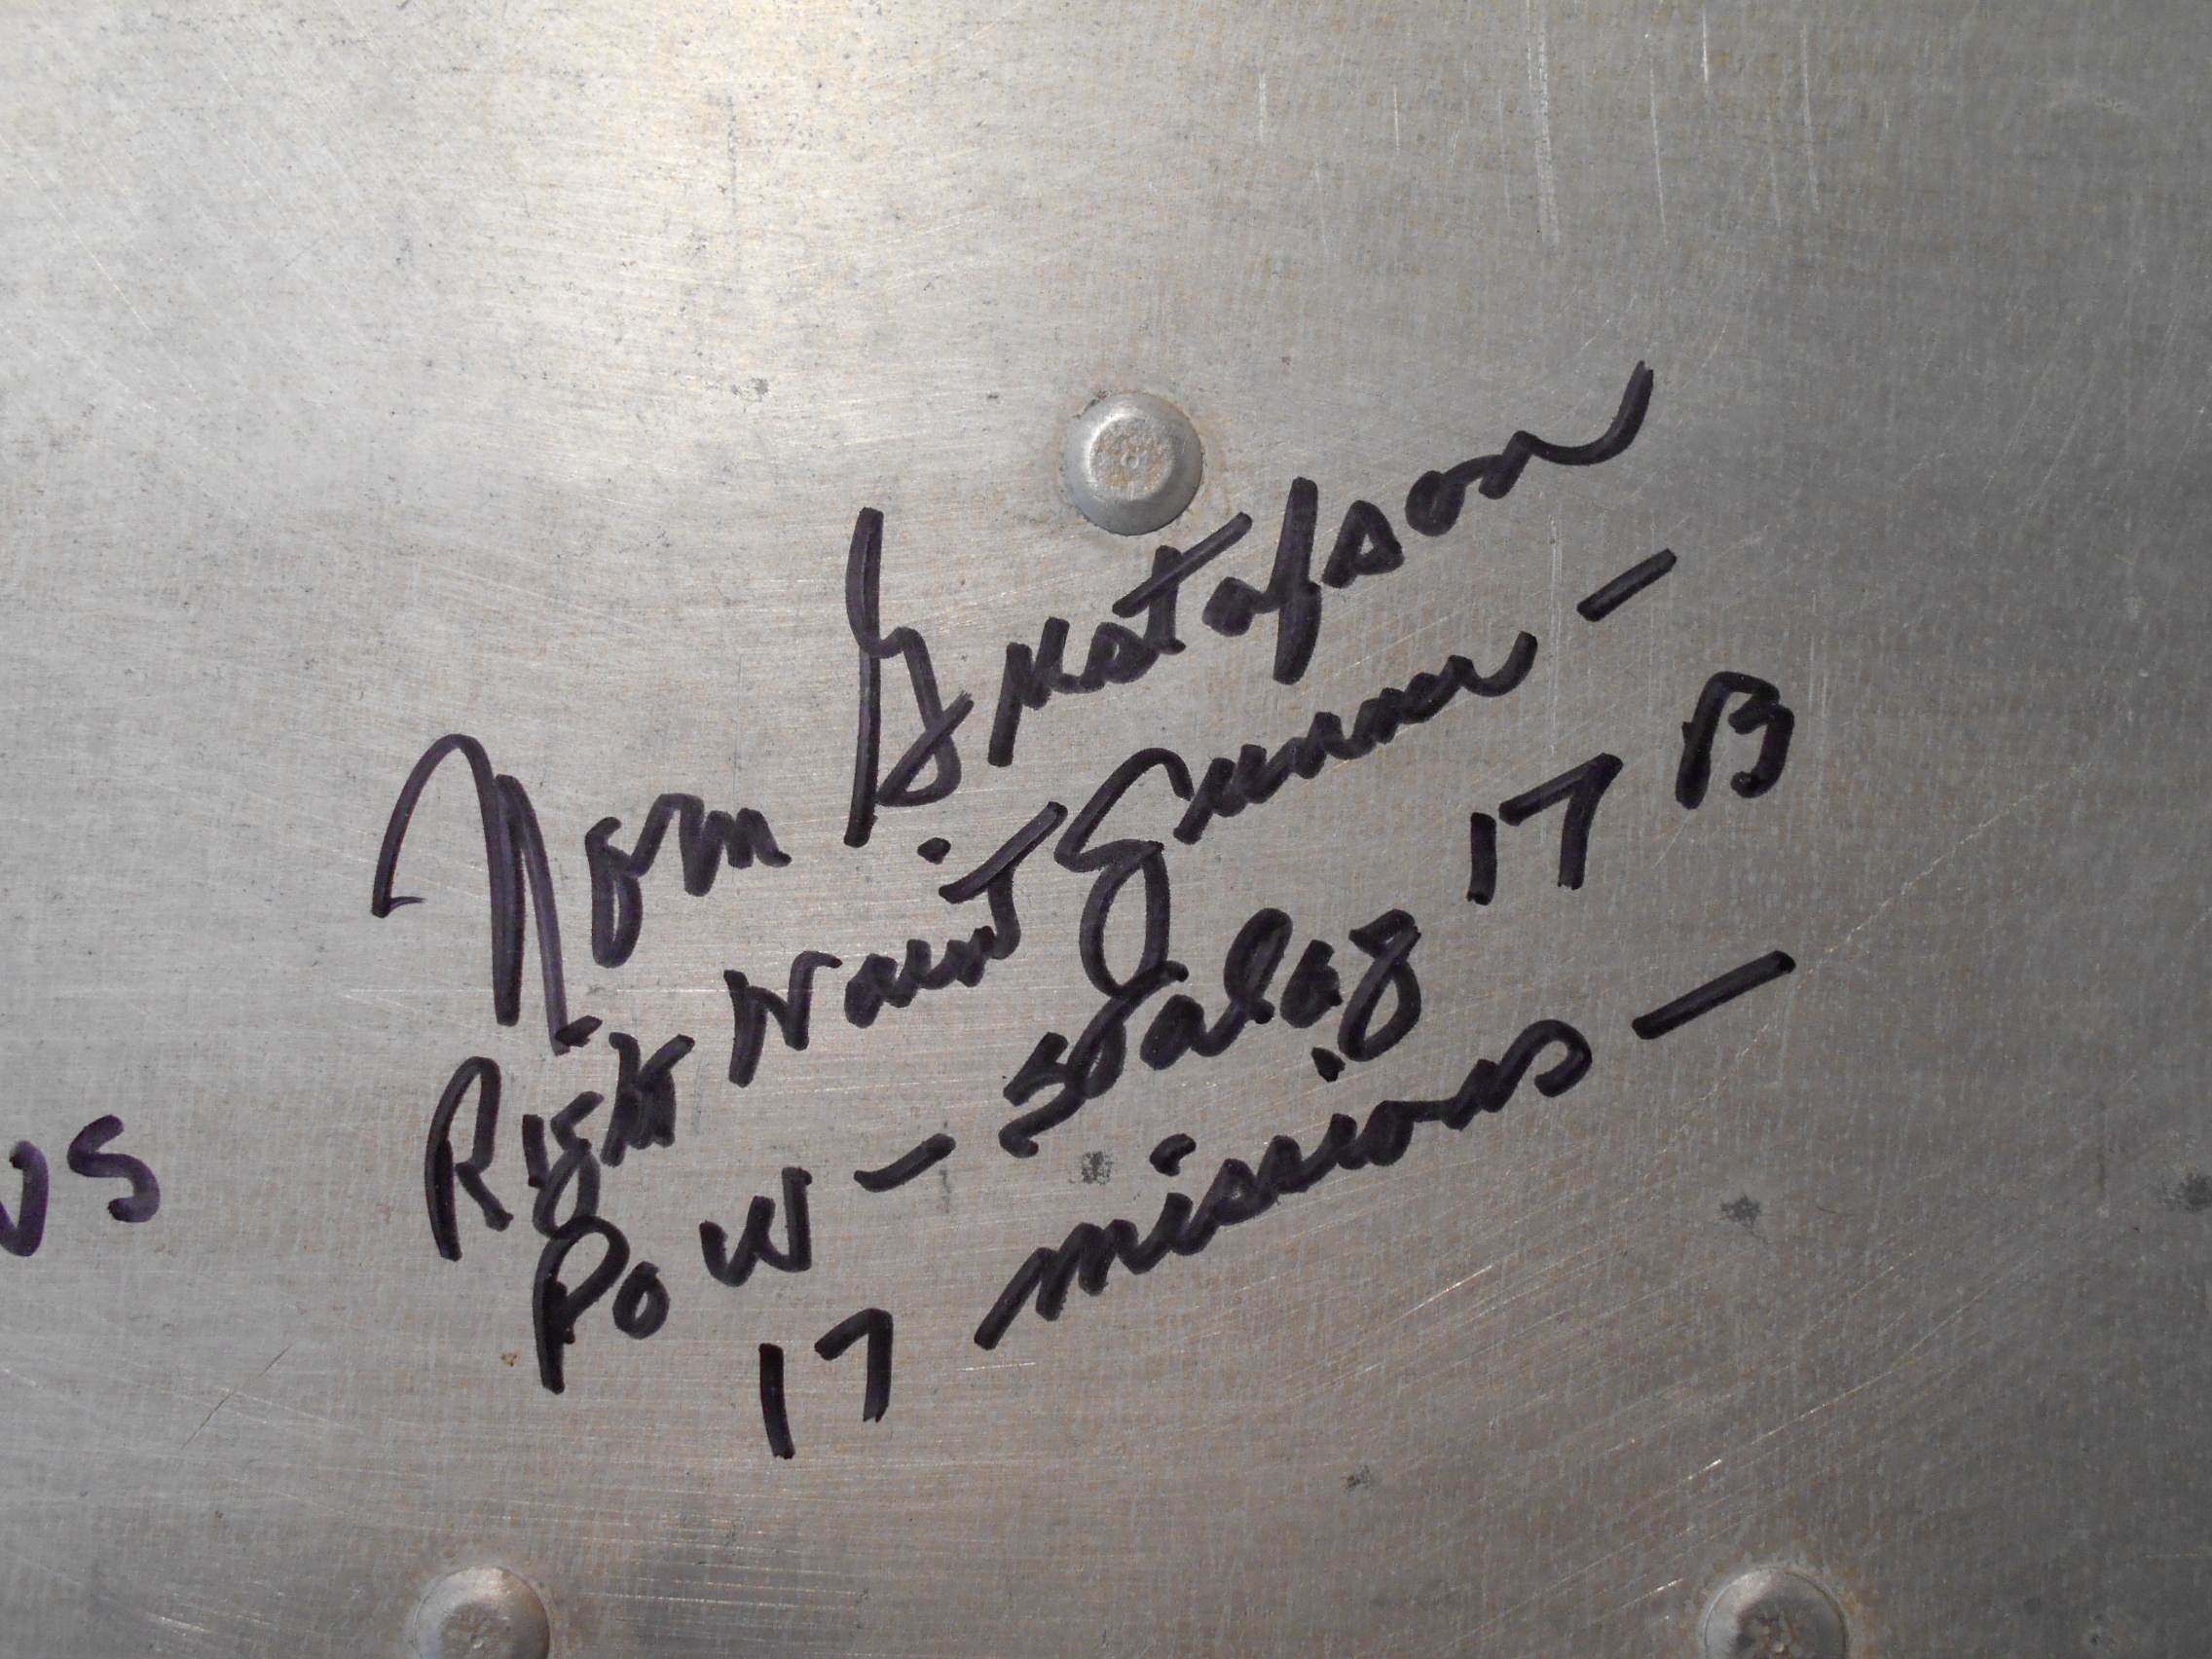 Norm Gustafson
Right Waist Gunner -
POW - Stalag 17 B
17 missions -